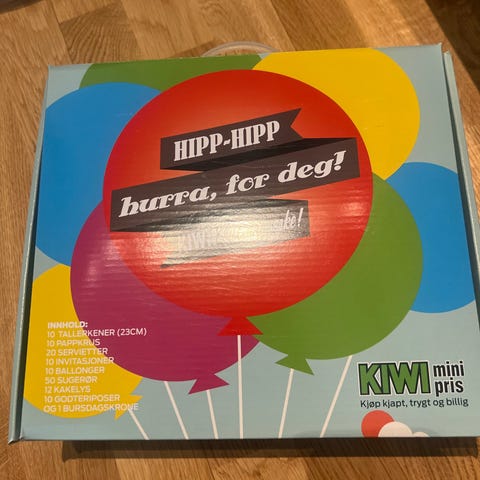 HIPP-HIPP
hurra, for deg!
INNHOLD:
10 TALLERKENER (23CM)
10 PAPPKRUS
20 SERVIETTER
10 INVITASJONER
10 BALLONGER
50 SUGERØR
12 KAKELYS
10 GODTERIPOSER
OG 1 BURSDAGSKRONE
KIWI mini
pris
Kjøp kjapt, trygt og billig